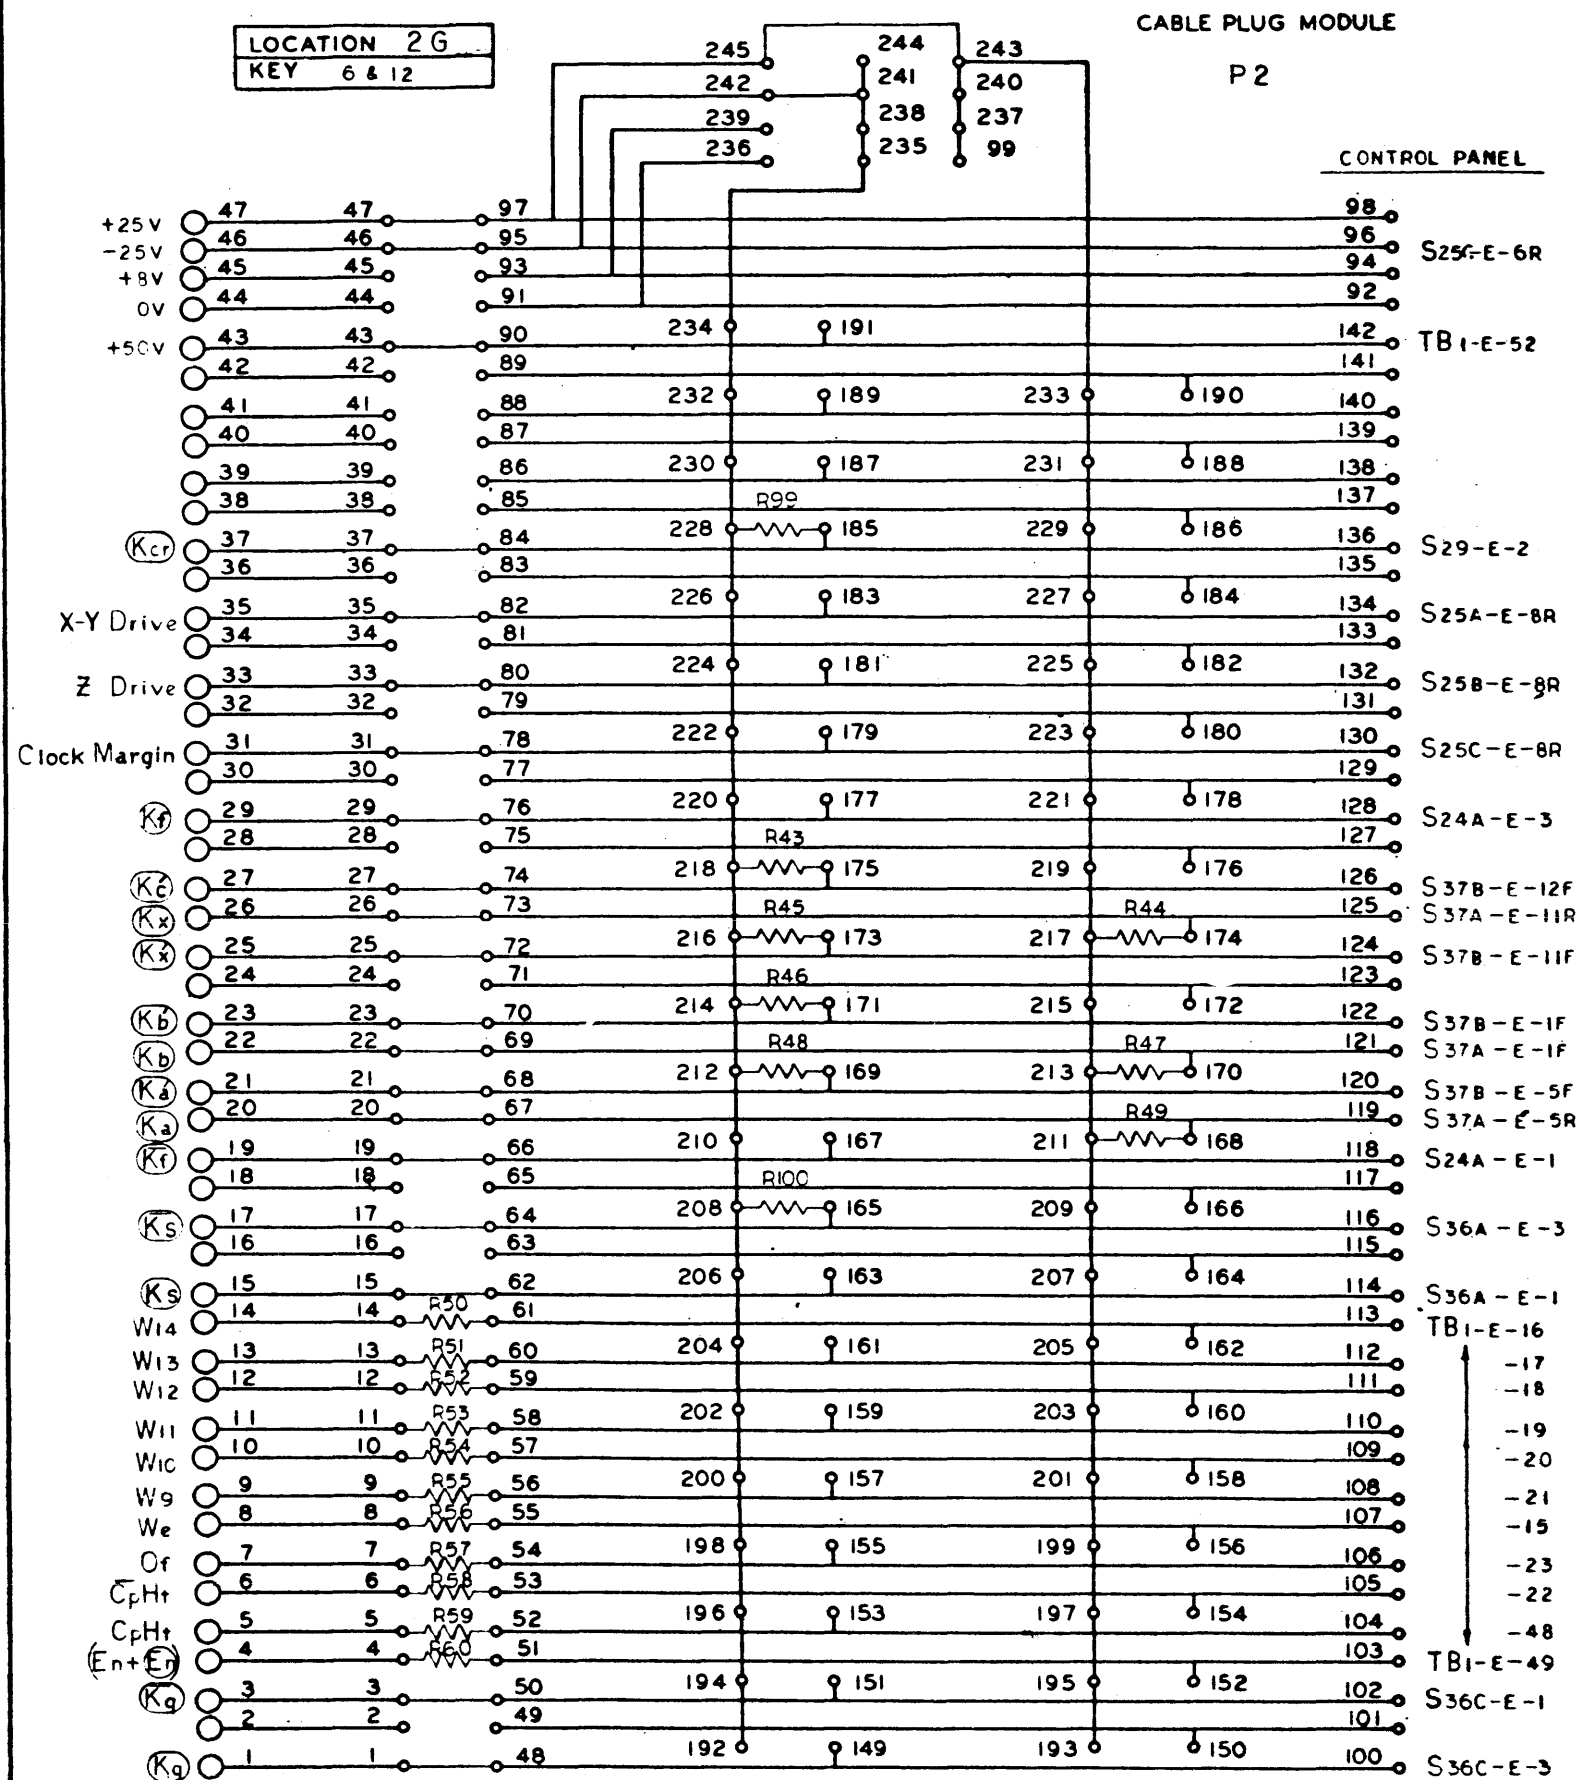 CABLE PLUG MODULE
P2
LOCATION 2G
KEY 6 & 12
245 244 243
242 241 240
239 238 237
236 235 99
CONTROL PANEL
+25V 47 47 97 98
-25V 46 46 95 96 S25C-E-6R
+8V 45 45 93 94
0V 44 44 91 92
234 191
+50V 43 43 90 142 TB1-E-52
42 42 89 141
232 189 233 190
41 41 88 140
40 40 87 139
230 187 231 188
39 39 86 138
38 38 85 137
R99
228 185 229 186
Kcr 37 37 84 136 S29-E-2
36 36 83 135
226 183 227 184
X-Y Drive 35 35 82 134 S25A-E-8R
34 34 81 133
224 181 225 182
Z Drive 33 33 80 132 S25B-E-8R
32 32 79 131
222 179 223 180
Clock Margin 31 31 78 130 S25C-E-8R
30 30 77 129
220 177 221 178
Kf 29 29 76 128 S24A-E-3
28 28 75 127
R43
218 175 219 176
Kć 27 27 74 126 S37B-E-12F
Kx 26 26 73 125 S37A-E-11R
R45 R44
216 173 217 174
Kx́ 25 25 72 124 S37B-E-11F
24 24 71 123
R46
214 171 215 172
Kb́ 23 23 70 122 S37B-E-1F
Kb 22 22 69 121 S37A-E-1F
R48 R47
212 169 213 170
Ká 21 21 68 120 S37B-E-5F
Ka 20 20 67 119 S37A-E-5R
R49
210 167 211 168
K̅f̅ 19 19 66 118 S24A-E-1
18 18 65 117
R100
208 165 209 166
K̅s̅ 17 17 64 116 S36A-E-3
16 16 63 115
206 163 207 164
Ks 15 15 62 114 S36A-E-1
W14 14 14 R50 61 113 TB1-E-16
204 161 205 162
W13 13 13 R51 60 112 -17
W12 12 12 R52 59 111 -18
202 159 203 160
W11 11 11 R53 58 110 -19
W10 10 10 R54 57 109 -20
200 157 201 158
W9 9 9 R55 56 108 -21
We 8 8 R56 55 107 -15
198 155 199 156
Of 7 7 R57 54 106 -23
C̅pHt 6 6 R58 53 105 -22
196 153 197 154
CpHt 5 5 R59 52 104 -48
(En+En) 4 4 R60 51 103 TB1-E-49
194 151 195 152
K̅g̅ 3 3 50 102 S36C-E-1
2 2 49 101
192 149 193 150
Kg 1 1 48 100 S36C-E-3